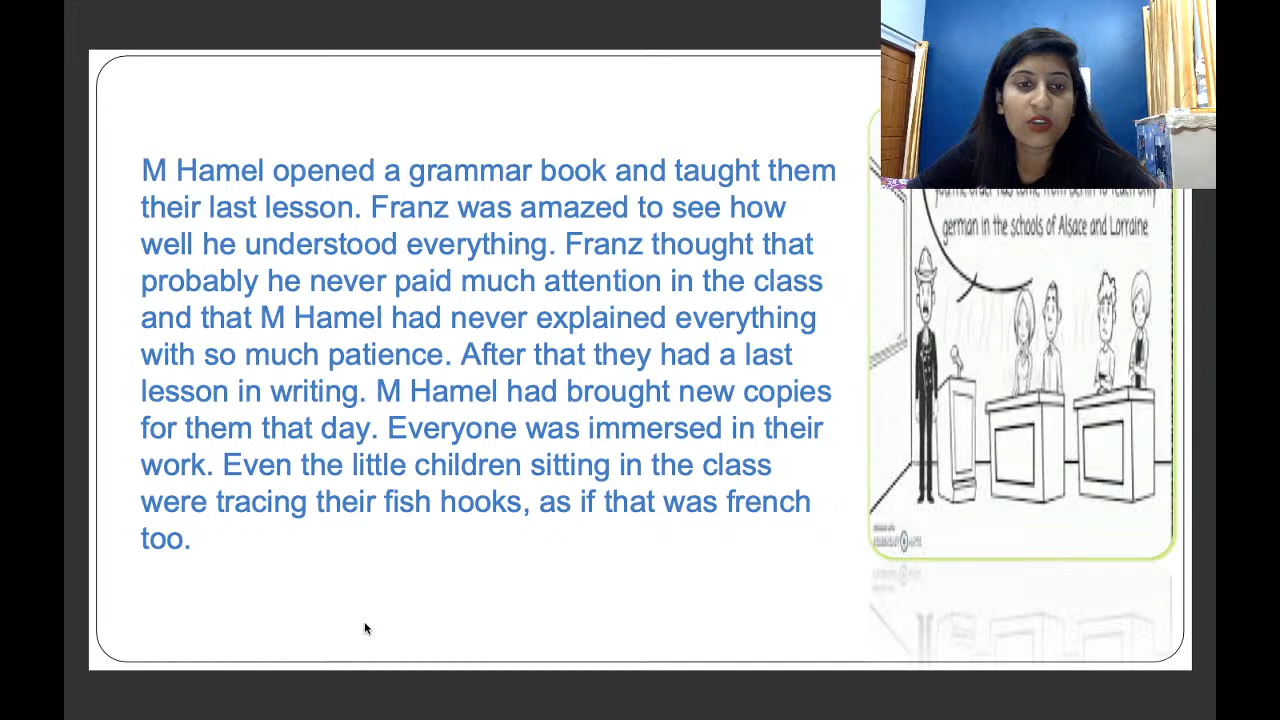 M Hamel opened a grammar book and taught them
their last lesson. Franz was amazed to see how
well he understood everything. Franz thought that
probably he never paid much attention in the class
and that M Hamel had never explained everything
with so much patience. After that they had a last
lesson in writing. M Hamel had brought new copies
for them that day. Everyone was immersed in their
work. Even the little children sitting in the class
were tracing their fish hooks, as if that was french
too.
german in the schools of Alsace and Lorraine